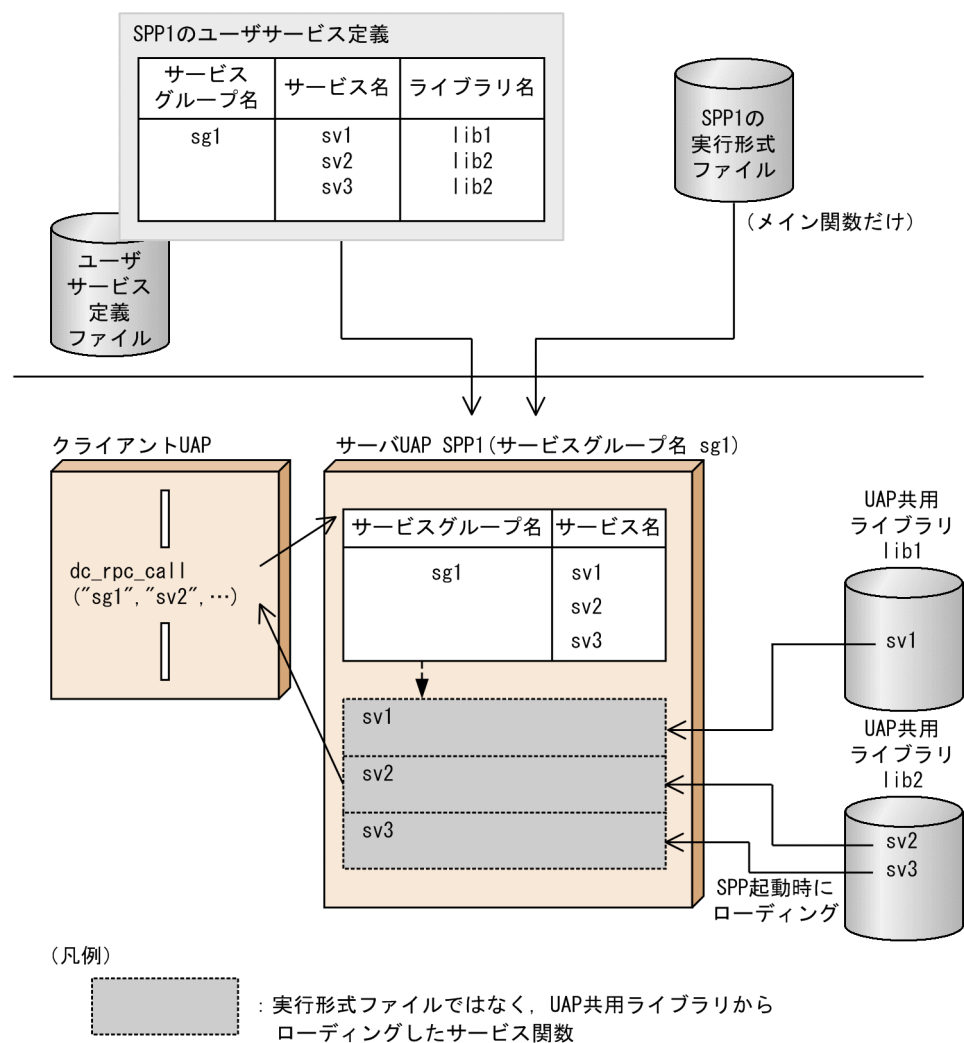 SPP1のユーザサービス定義
サービス
グループ名
サービス名
ライブラリ名
sg1
sv1
lib1
sv2
lib2
sv3
lib2
SPP1の
実行形式
ファイル
(メイン関数だけ)
ユーザ
サービス
定義
ファイル
クライアントUAP
dc_rpc_call
("sg1","sv2",…)
サーバUAP SPP1(サービスグループ名 sg1)
サービスグループ名
サービス名
sg1
sv1
sv2
sv3
sv1
sv2
sv3
UAP共用
ライブラリ
lib1
sv1
UAP共用
ライブラリ
lib2
sv2
sv3
SPP起動時に
ローディング
(凡例)
:実行形式ファイルではなく,UAP共用ライブラリから
ローディングしたサービス関数